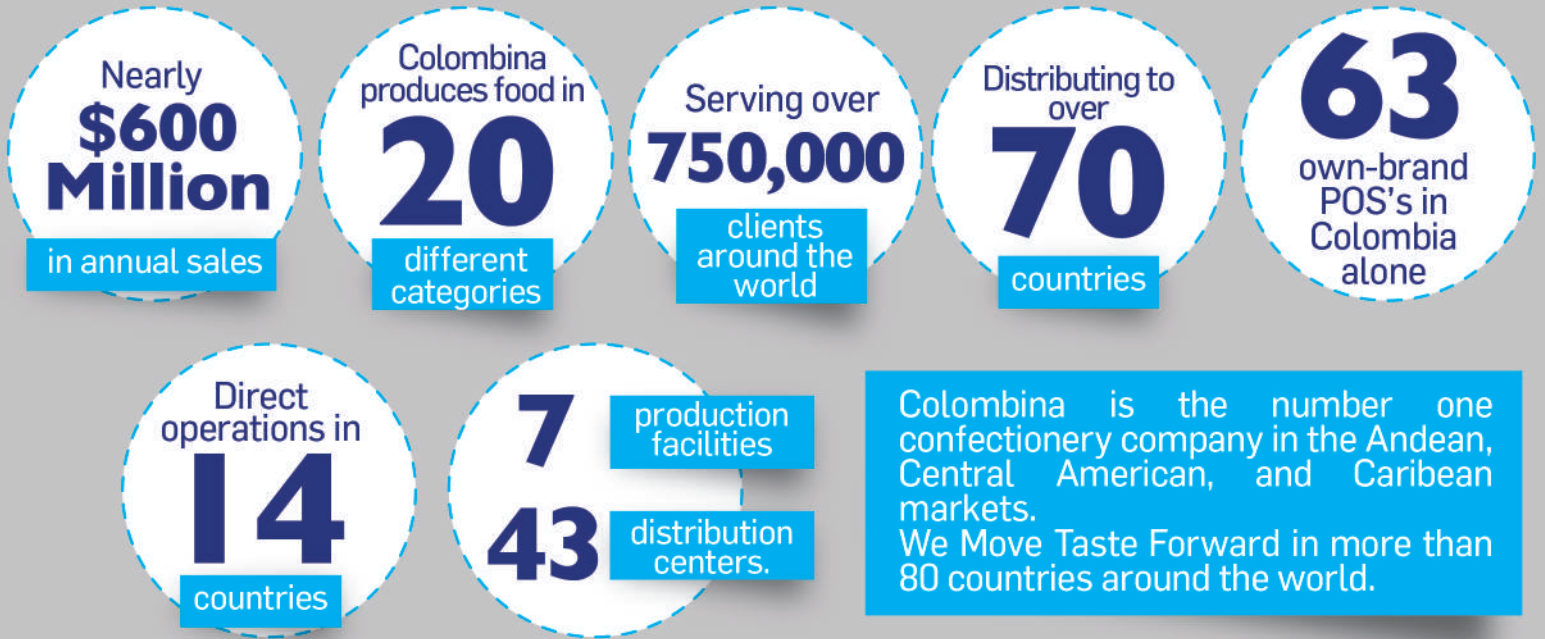 Nearly
$600
Million
in annual sales
Colombina
produces food in
20
different
categories
Serving over
750,000
clients
around the
world
Distributing to
over
70
countries
63
own-brand
POS's in
Colombia
alone
Direct
operations in
14
countries
7
production
facilities
43
distribution
centers.
Colombina is the number one
confectionery company in the Andean,
Central American, and Caribean
markets.
We Move Taste Forward in more than
80 countries around the world.